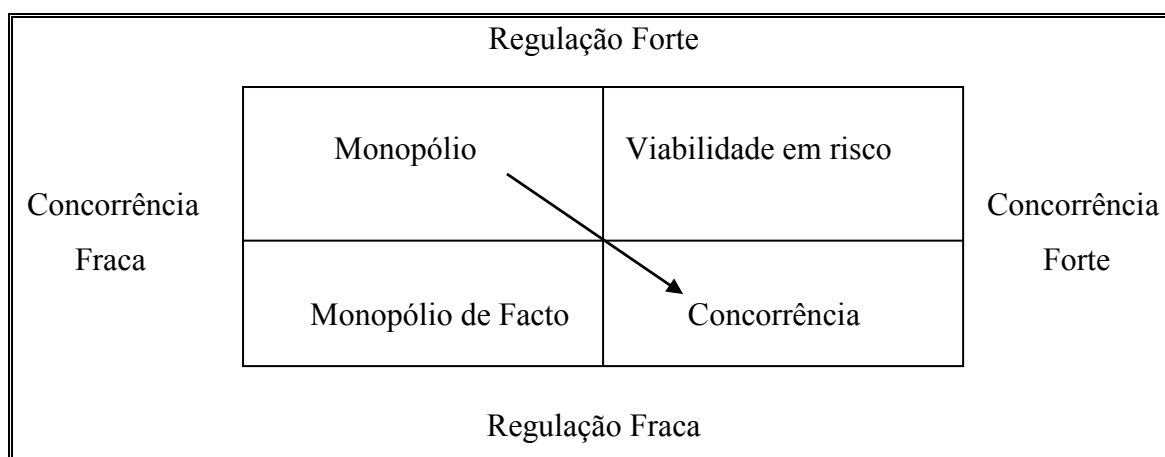 Regulação Forte
Monopólio
Viabilidade em risco
Concorrência
Fraca
Concorrência
Forte
Monopólio de Facto
Concorrência
Regulação Fraca